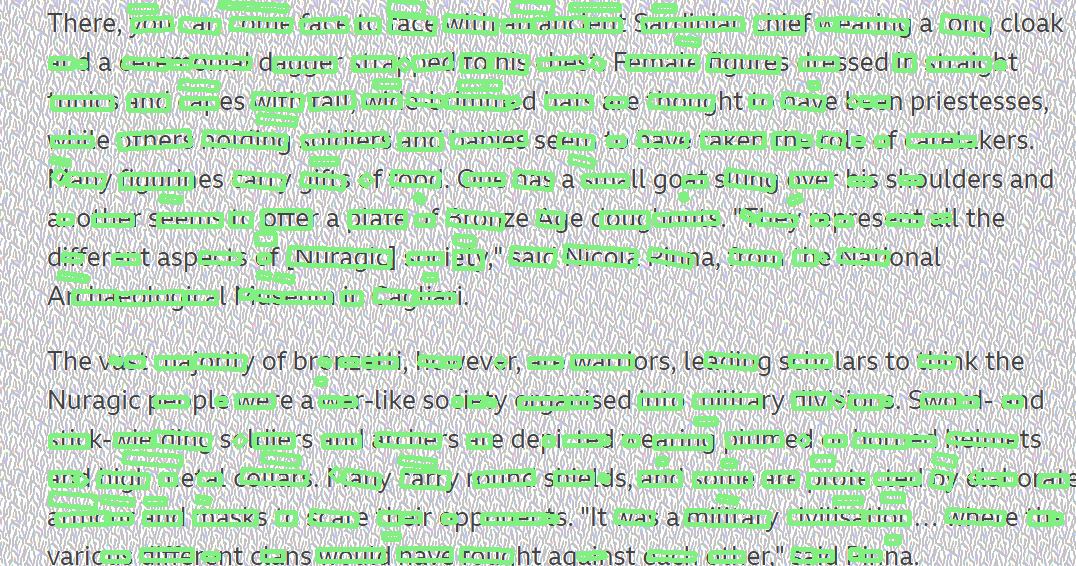 There, you can come face to face with an ancient Sardinian chief wearing a long cloak
and a ceremonial dagger strapped to his chest. Female figures dressed in straight
tunics and capes with tall, wide-brimmed hats are thought to have been priestesses,
while others holding soldiers and babies seem to have taken the role of caretakers.
Many figurines carry gifts of food. One has a small goat slung over his shoulders and
another seems to offer a plate of Bronze Age doughnuts. "They represent all the
different aspects of [Nuragic] society," said Nicola Pinna, from the National
Archaeological Museum in Cagliari.
The vast majority of bronzetti, however, are warriors, leading scholars to think the
Nuragic people were a war-like society organised into military divisions. Sword- and
stick-wielding soldiers and archers are depicted wearing plumed or horned helmets
and high metal collars. Many carry round shields, and some are protected by elaborate
armour and masks to scare their opponents. "It was a military civilisation... where the
various different clans would have fought against each other," said Pinna.